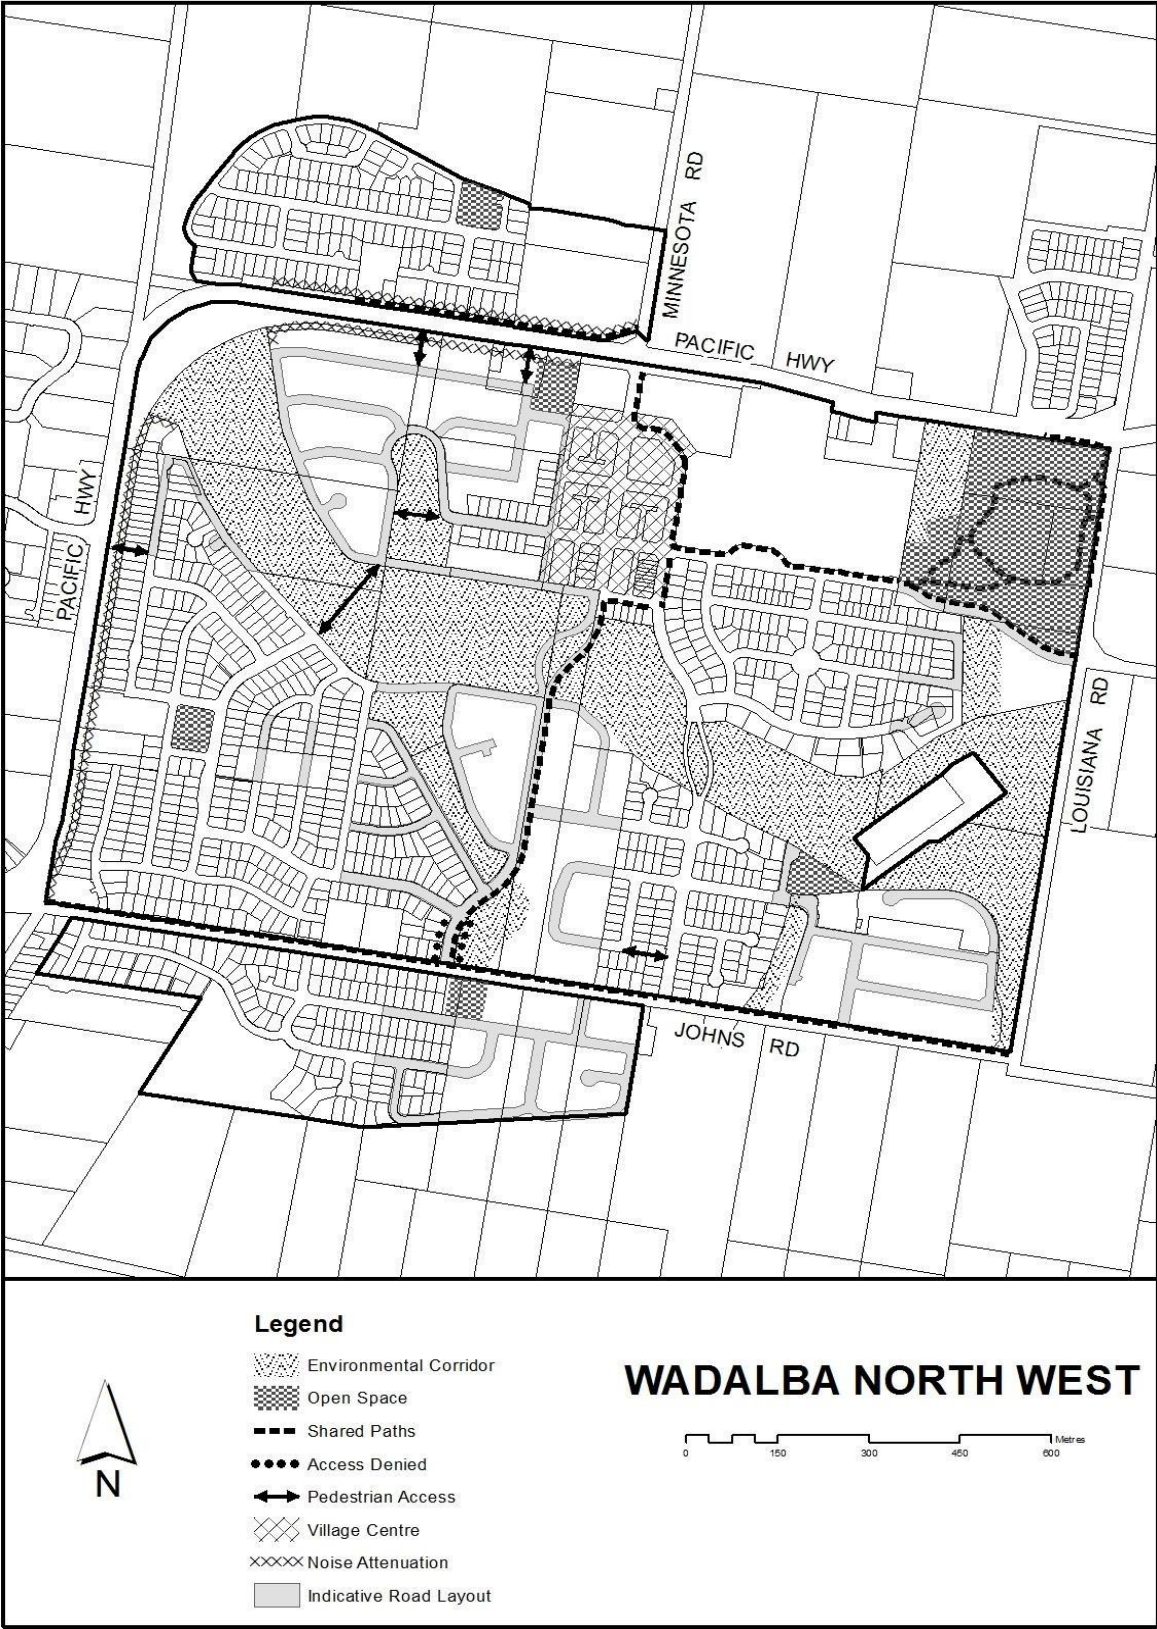 MINNESOTA RD
PACIFIC HWY
PACIFIC HWY
LOUISIANA RD
JOHNS RD
Legend
Environmental Corridor
Open Space
Shared Paths
Access Denied
Pedestrian Access
Village Centre
Noise Attenuation
Indicative Road Layout
N
WADALBA NORTH WEST
Metres
0 150 300 450 600